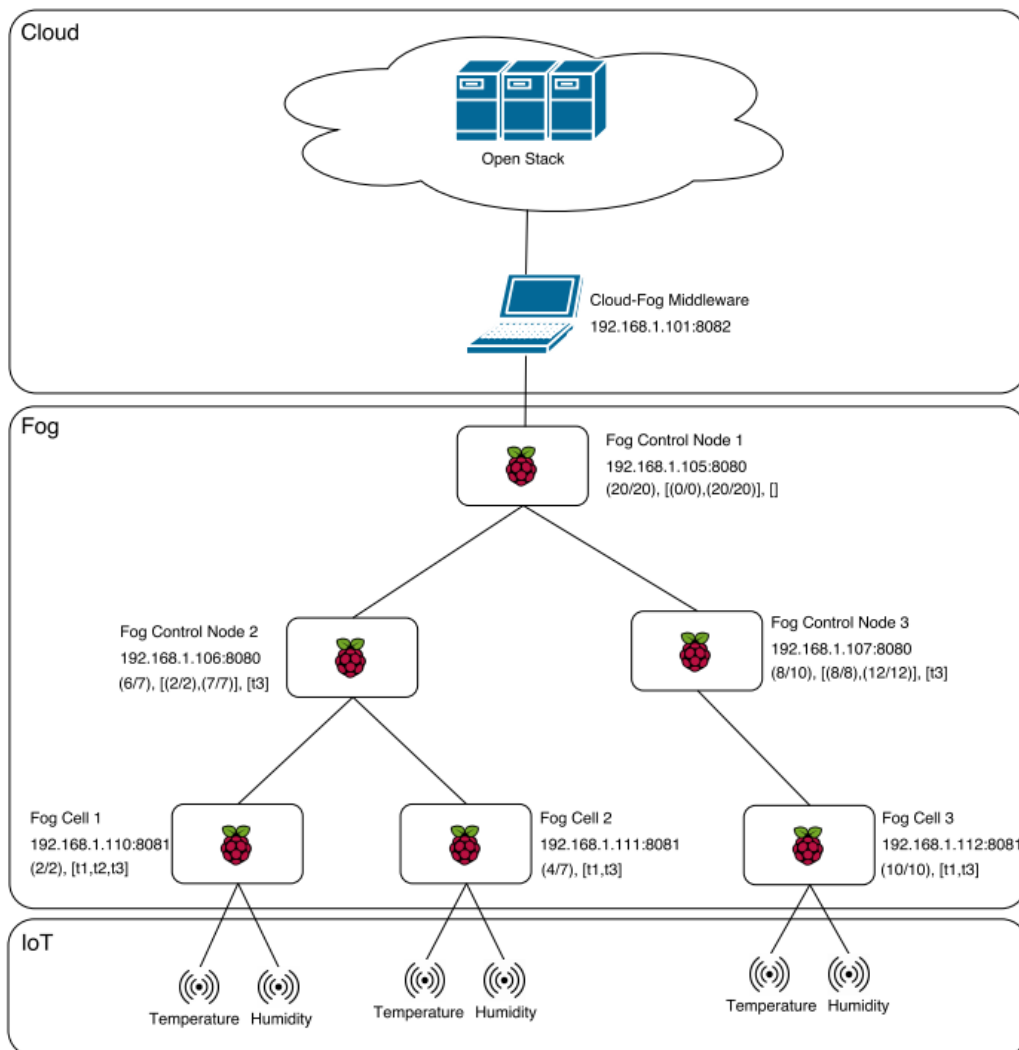 Cloud
Open Stack
Cloud-Fog Middleware
192.168.1.101:8082
Fog
Fog Control Node 1
192.168.1.105:8080
(20/20), [(0/0),(20/20)], []
Fog Control Node 2
192.168.1.106:8080
(6/7), [(2/2),(7/7)], [t3]
Fog Control Node 3
192.168.1.107:8080
(8/10), [(8/8),(12/12)], [t3]
Fog Cell 1
192.168.1.110:8081
(2/2), [t1,t2,t3]
Fog Cell 2
192.168.1.111:8081
(4/7), [t1,t3]
Fog Cell 3
192.168.1.112:8081
(10/10), [t1,t3]
IoT
Temperature Humidity
Temperature Humidity
Temperature Humidity